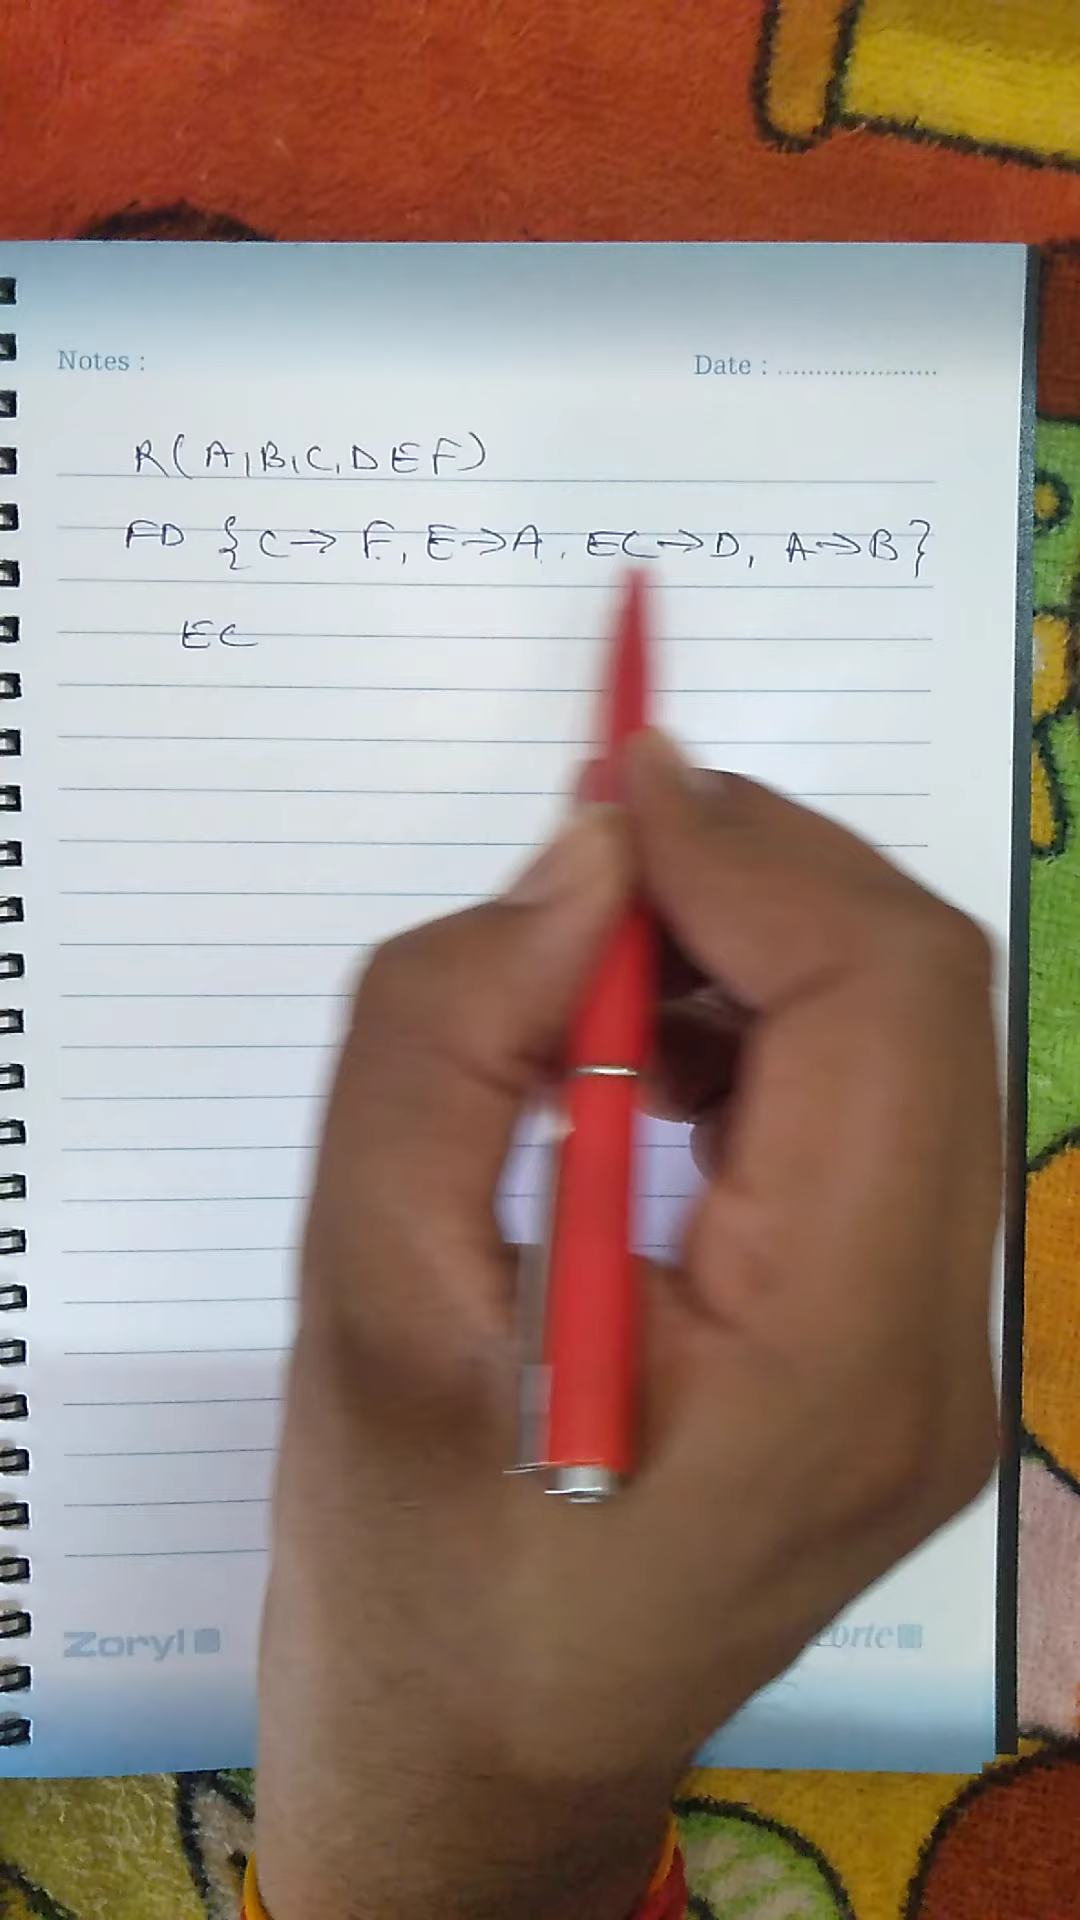 Notes :
Date : ......................
R(A,B,C,DEF)
FD {C→F, E→A, EC→D, A→B}
EC
Zoryl